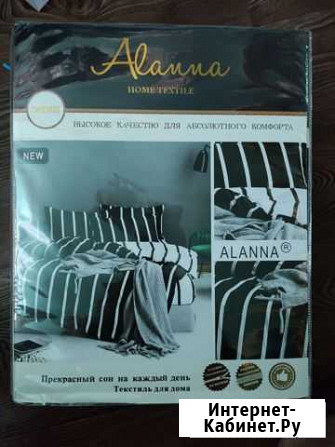 Alanna
HOME TEXTILE
ВЫСОКОЕ КАЧЕСТВО ДЛЯ АБСОЛЮТНОГО КОМФОРТА
NEW
ALANNA®
Прекрасный сон на каждый день
Текстиль для дома
Интернет-
Кабинет.Ру